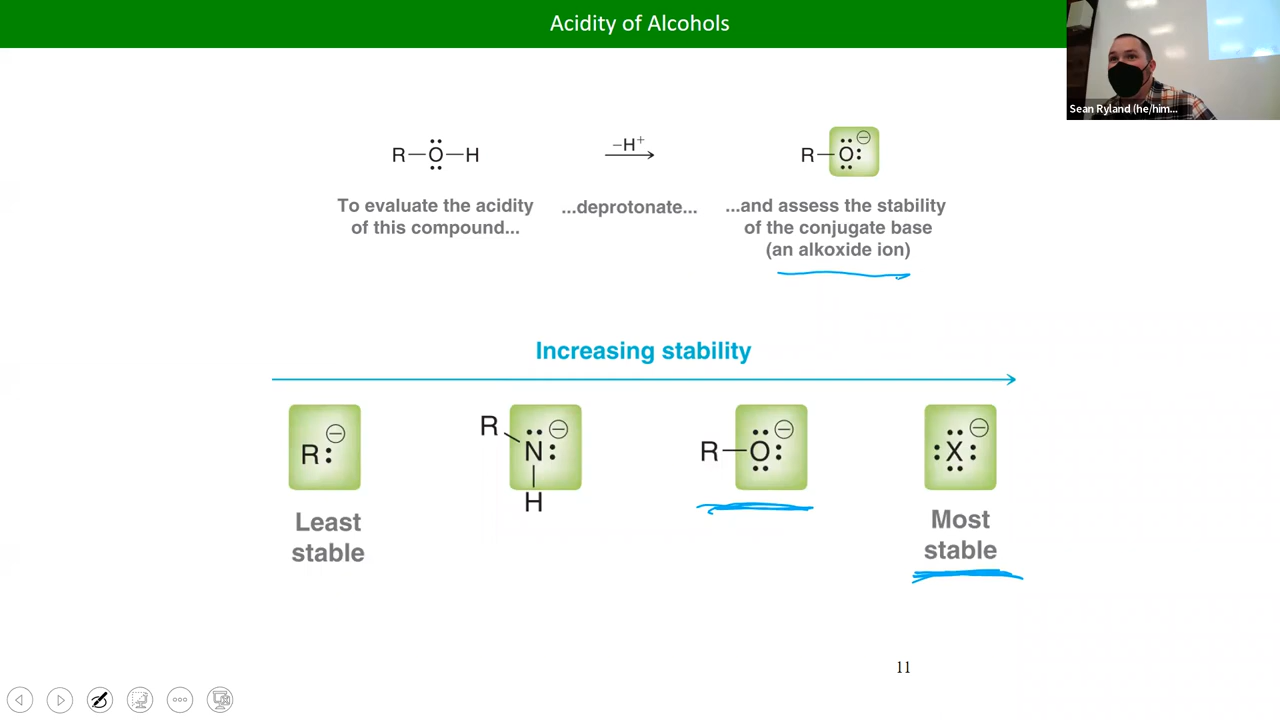 Acidity of Alcohols
Sean Ryland (he/him...
R—O—H
−H⁺
R—O:⊖
To evaluate the acidity
of this compound...
...deprotonate...
...and assess the stability
of the conjugate base
(an alkoxide ion)
Increasing stability
R:⊖
R N:⊖
H
R—O:⊖
:X:⊖
Least
stable
Most
stable
11